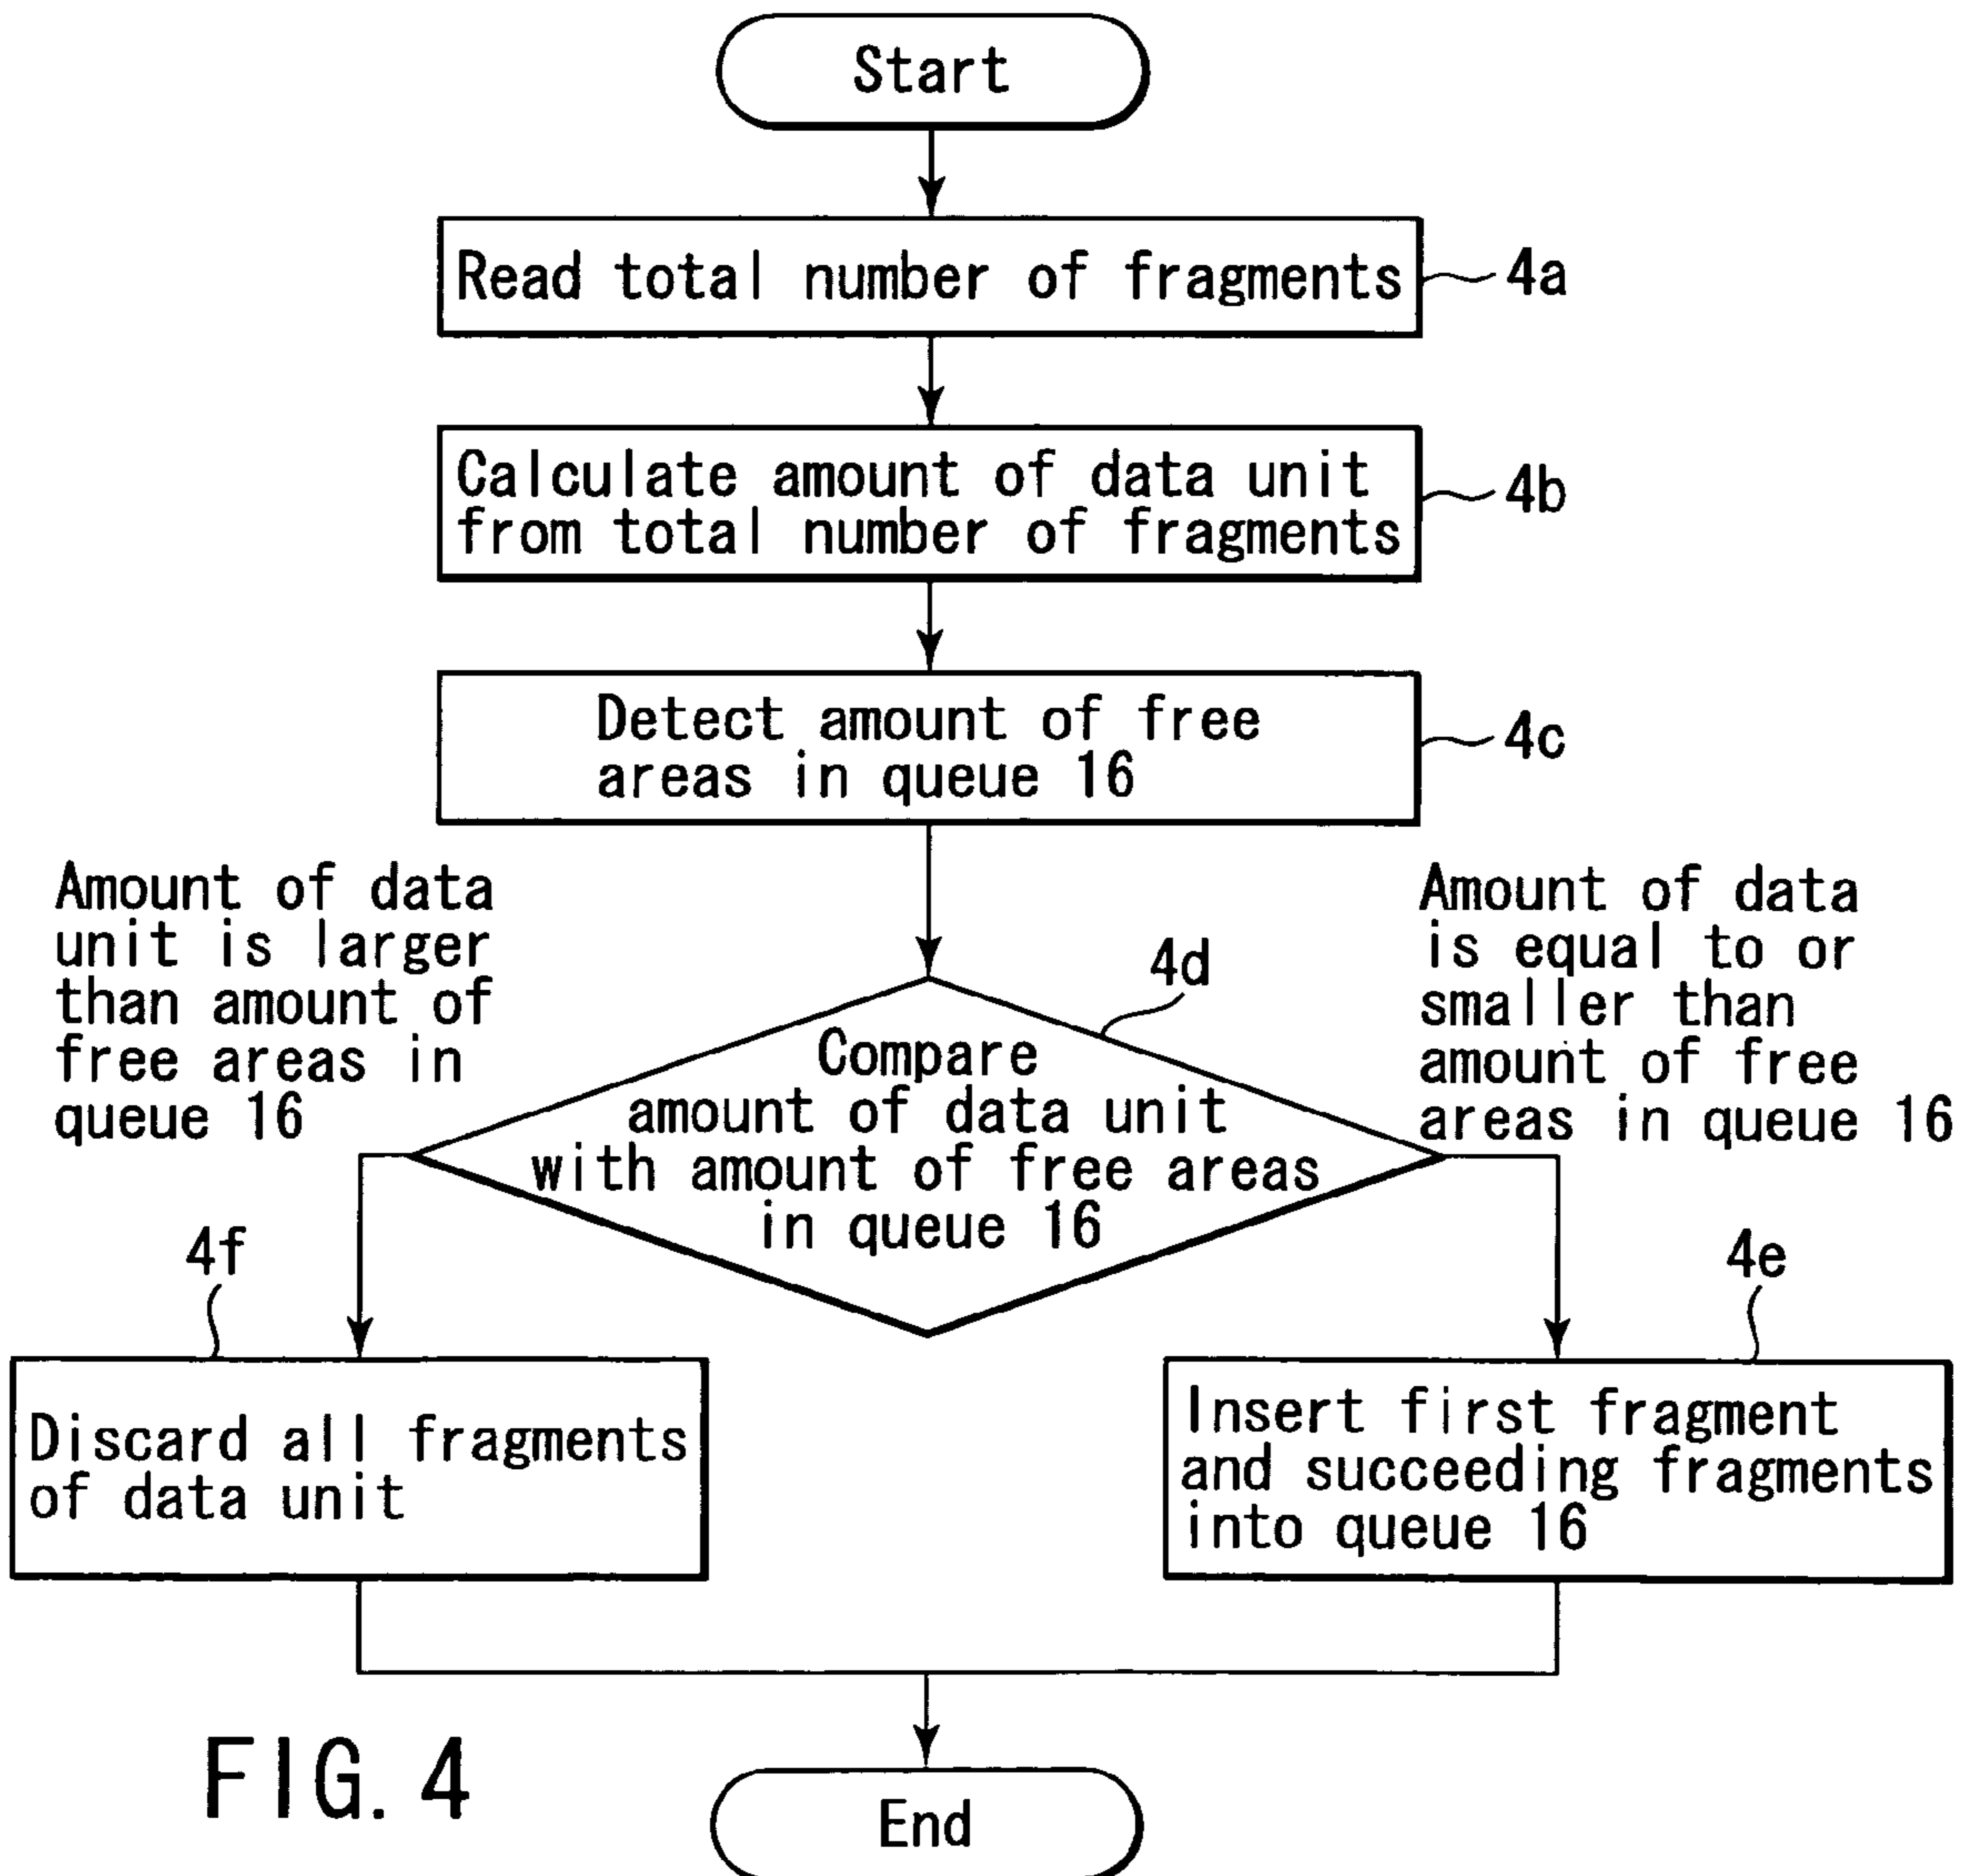 Start
Read total number of fragments
4a
Calculate amount of data unit
from total number of fragments
4b
Detect amount of free
areas in queue 16
4c
Amount of data
unit is larger
than amount of
free areas in
queue 16
Amount of data
is equal to or
smaller than
amount of free
areas in queue 16
4d
Compare
amount of data unit
with amount of free areas
in queue 16
4f
4e
Discard all fragments
of data unit
Insert first fragment
and succeeding fragments
into queue 16
FIG. 4
End